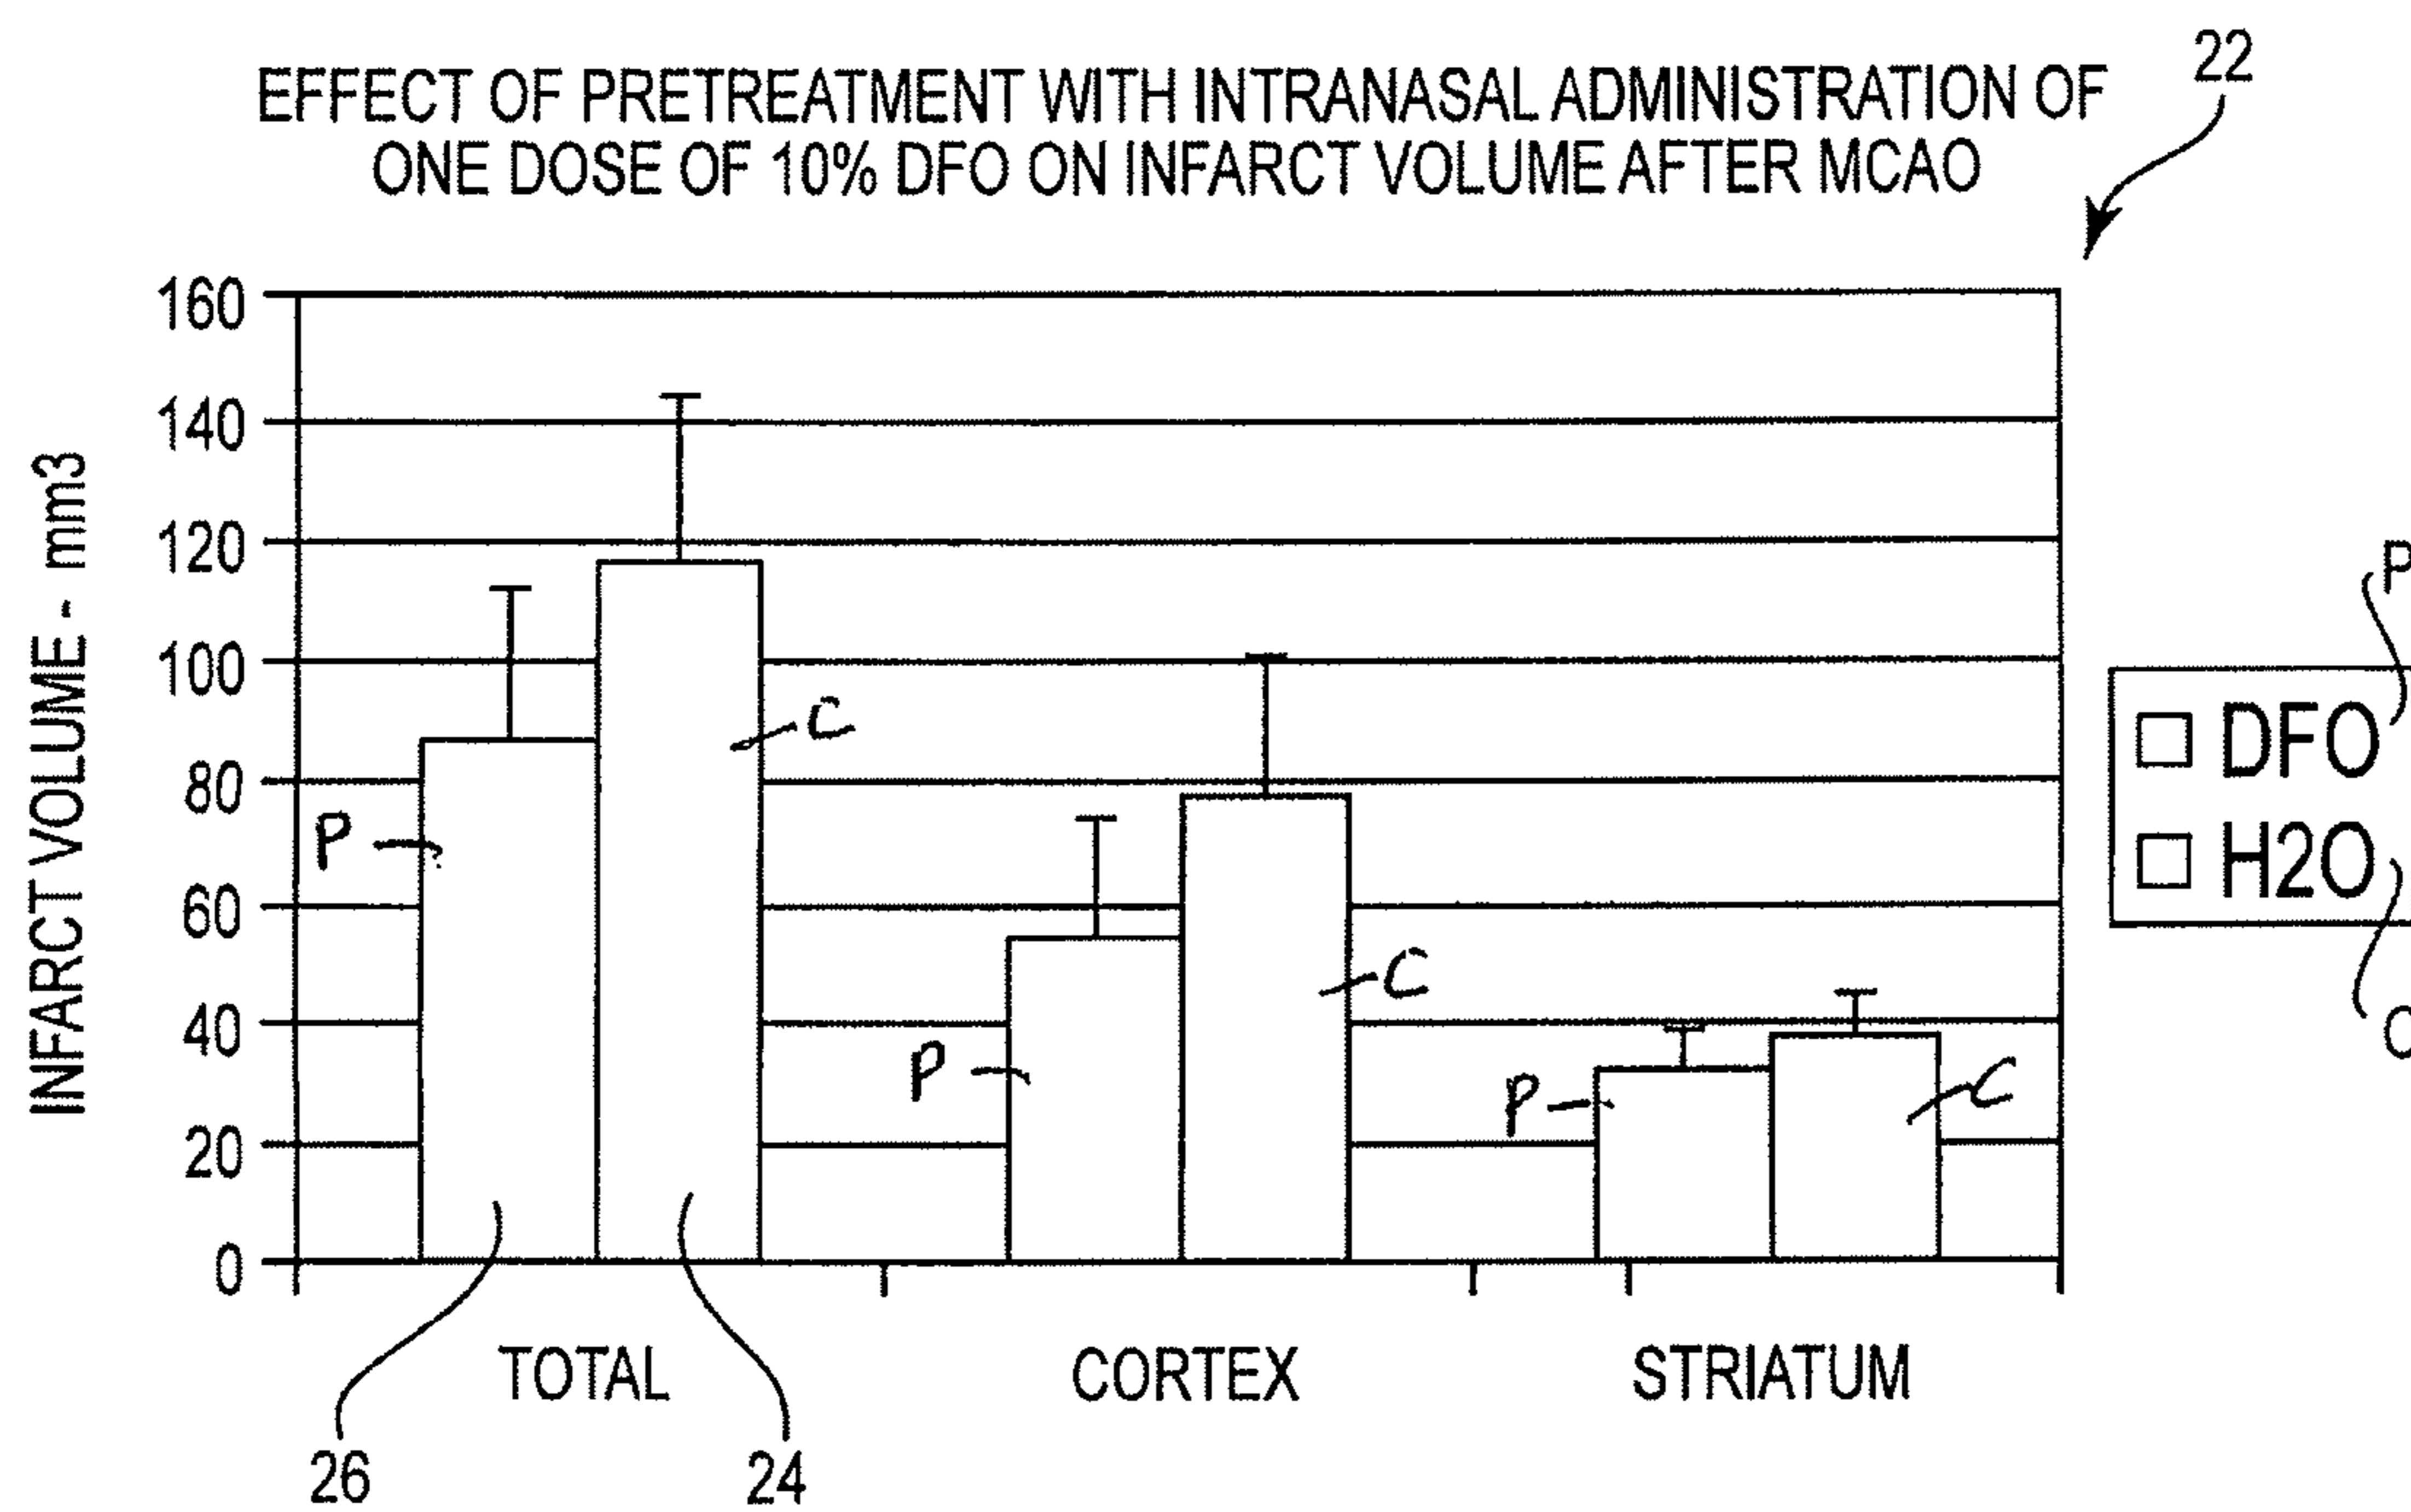 EFFECT OF PRETREATMENT WITH INTRANASAL ADMINISTRATION OF
ONE DOSE OF 10% DFO ON INFARCT VOLUME AFTER MCAO
22
INFARCT VOLUME - mm3
160
140
120
100
80
60
40
20
0
P
C
P
C
P
C
P
DFO
H2O
TOTAL
CORTEX
STRIATUM
26
24